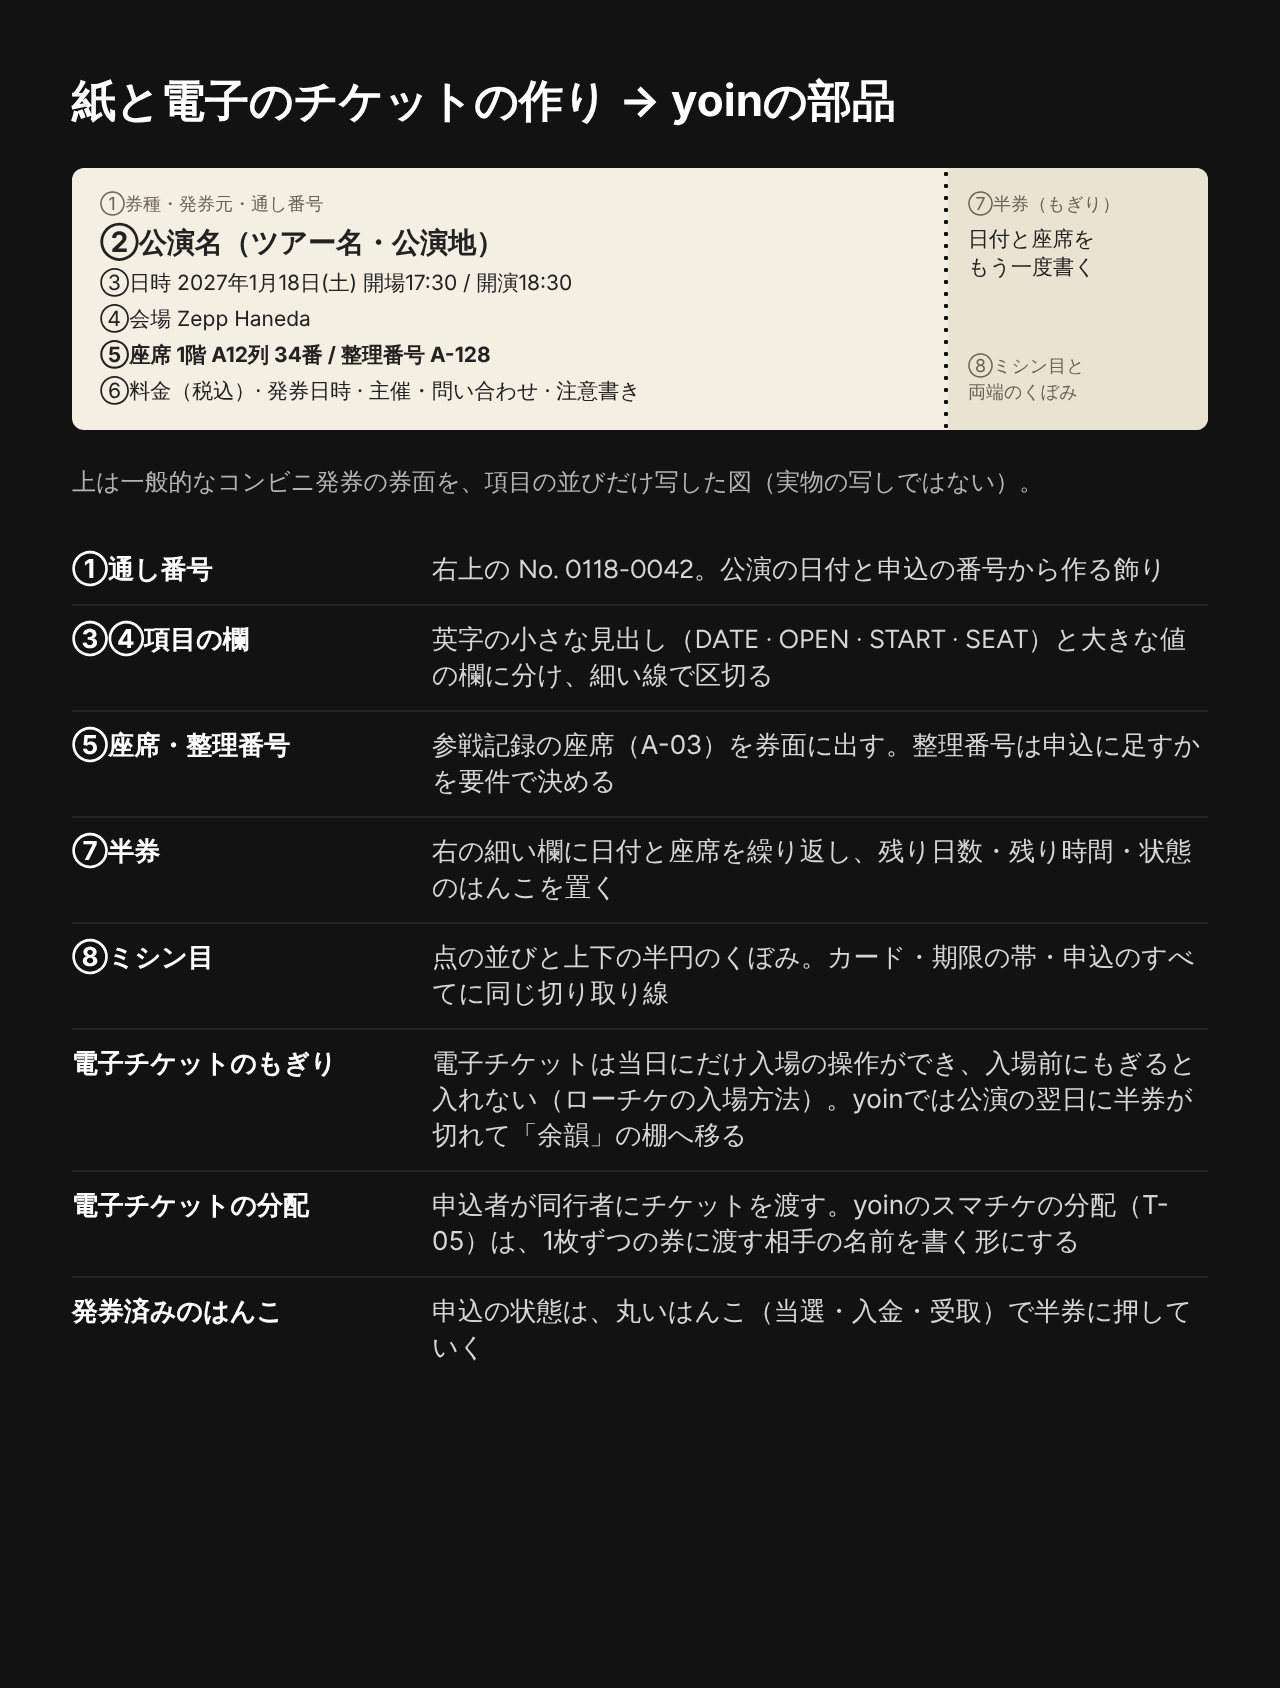 紙と電子のチケットの作り → yoinの部品
①券種・発券元・通し番号
②公演名（ツアー名・公演地）
③日時 2027年1月18日(土) 開場17:30 / 開演18:30
④会場 Zepp Haneda
⑤座席 1階 A12列 34番 / 整理番号 A-128
⑥料金（税込）· 発券日時 · 主催・問い合わせ · 注意書き
⑦半券（もぎり）
日付と座席を
もう一度書く
⑧ミシン目と
両端のくぼみ
上は一般的なコンビニ発券の券面を、項目の並びだけ写した図（実物の写しではない）。
①通し番号
右上の No. 0118-0042。公演の日付と申込の番号から作る飾り
③④項目の欄
英字の小さな見出し（DATE · OPEN · START · SEAT）と大きな値
の欄に分け、細い線で区切る
⑤座席・整理番号
参戦記録の座席（A-03）を券面に出す。整理番号は申込に足すか
を要件で決める
⑦半券
右の細い欄に日付と座席を繰り返し、残り日数・残り時間・状態
のはんこを置く
⑧ミシン目
点の並びと上下の半円のくぼみ。カード・期限の帯・申込のすべ
てに同じ切り取り線
電子チケットのもぎり
電子チケットは当日にだけ入場の操作ができ、入場前にもぎると
入れない（ローチケの入場方法）。yoinでは公演の翌日に半券が
切れて「余韻」の棚へ移る
電子チケットの分配
申込者が同行者にチケットを渡す。yoinのスマチケの分配（T-
05）は、1枚ずつの券に渡す相手の名前を書く形にする
発券済みのはんこ
申込の状態は、丸いはんこ（当選・入金・受取）で半券に押して
いく